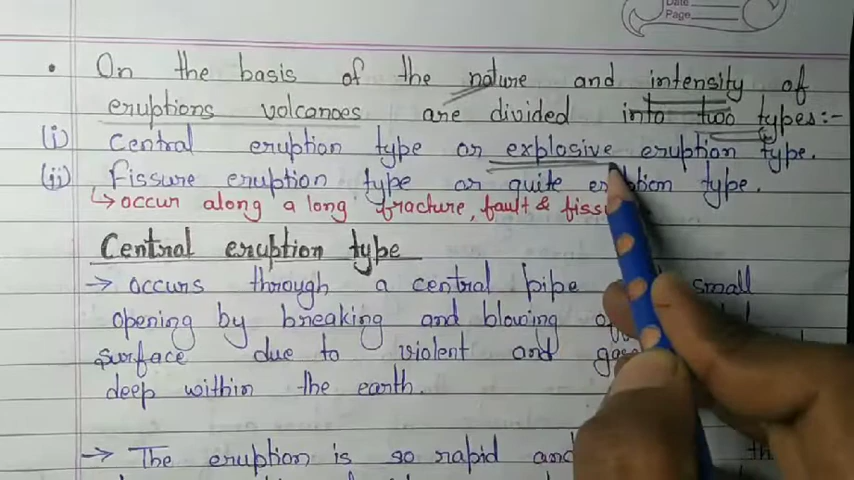 Date
Page
• On the basis of the nature and intensity of
eruptions volcanoes are divided into two types:-
(i) Central eruption type or explosive eruption type.
(ii) fissure eruption type or quite eruption type.
↳ occur along a long fracture, fault &
Central eruption type
→ occurs through a central pipe small
opening by breaking and blowing
surface due to violent and
deep within the earth.
→ The eruption is so rapid and